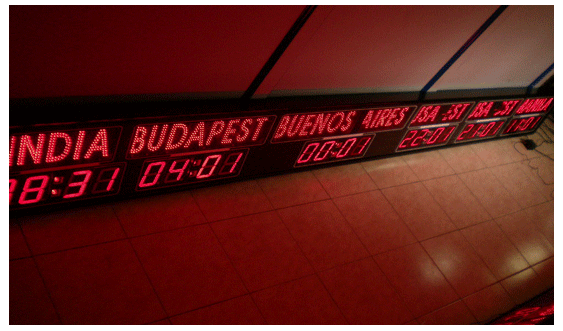 INDIA BUDAPEST BUENOS AIRES
08:31 04:01 00:01 22:01 21:01